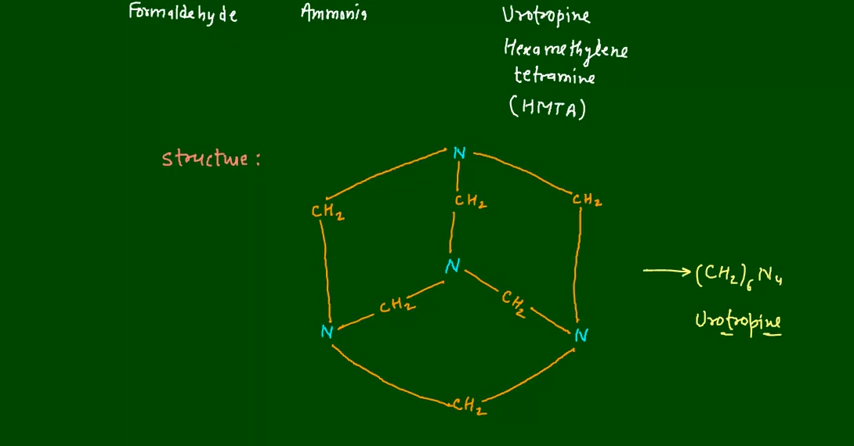 Formaldehyde Ammonia Urotropine
Hexamethylene
tetramine
(HMTA)
Structure :
N
CH₂ CH₂ CH₂
N
→ (CH₂)₆ N₄
CH₂ CH₂
N N
Urotropine
CH₂